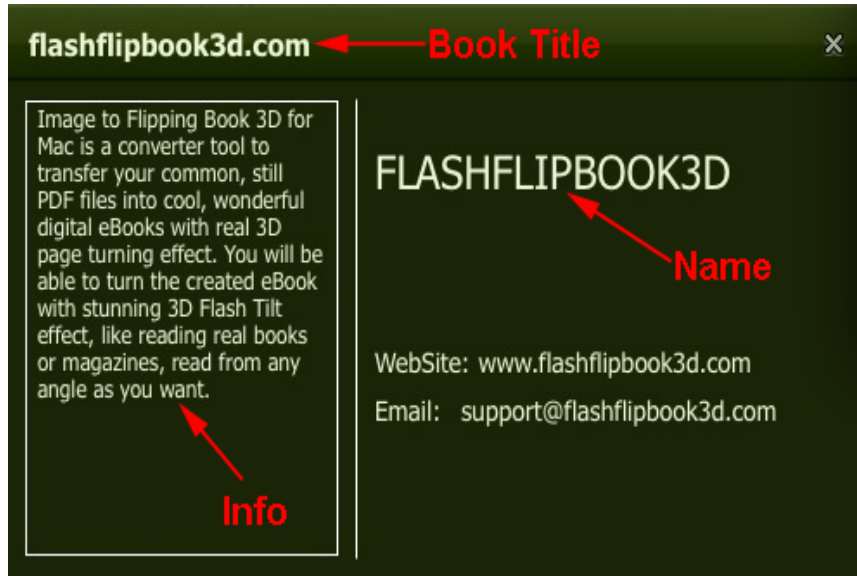 flashflipbook3d.com
Book Title
Image to Flipping Book 3D for
Mac is a converter tool to
transfer your common, still
PDF files into cool, wonderful
digital eBooks with real 3D
page turning effect. You will be
able to turn the created eBook
with stunning 3D Flash Tilt
effect, like reading real books
or magazines, read from any
angle as you want.
Info
FLASHFLIPBOOK3D
Name
WebSite: www.flashflipbook3d.com
Email: support@flashflipbook3d.com